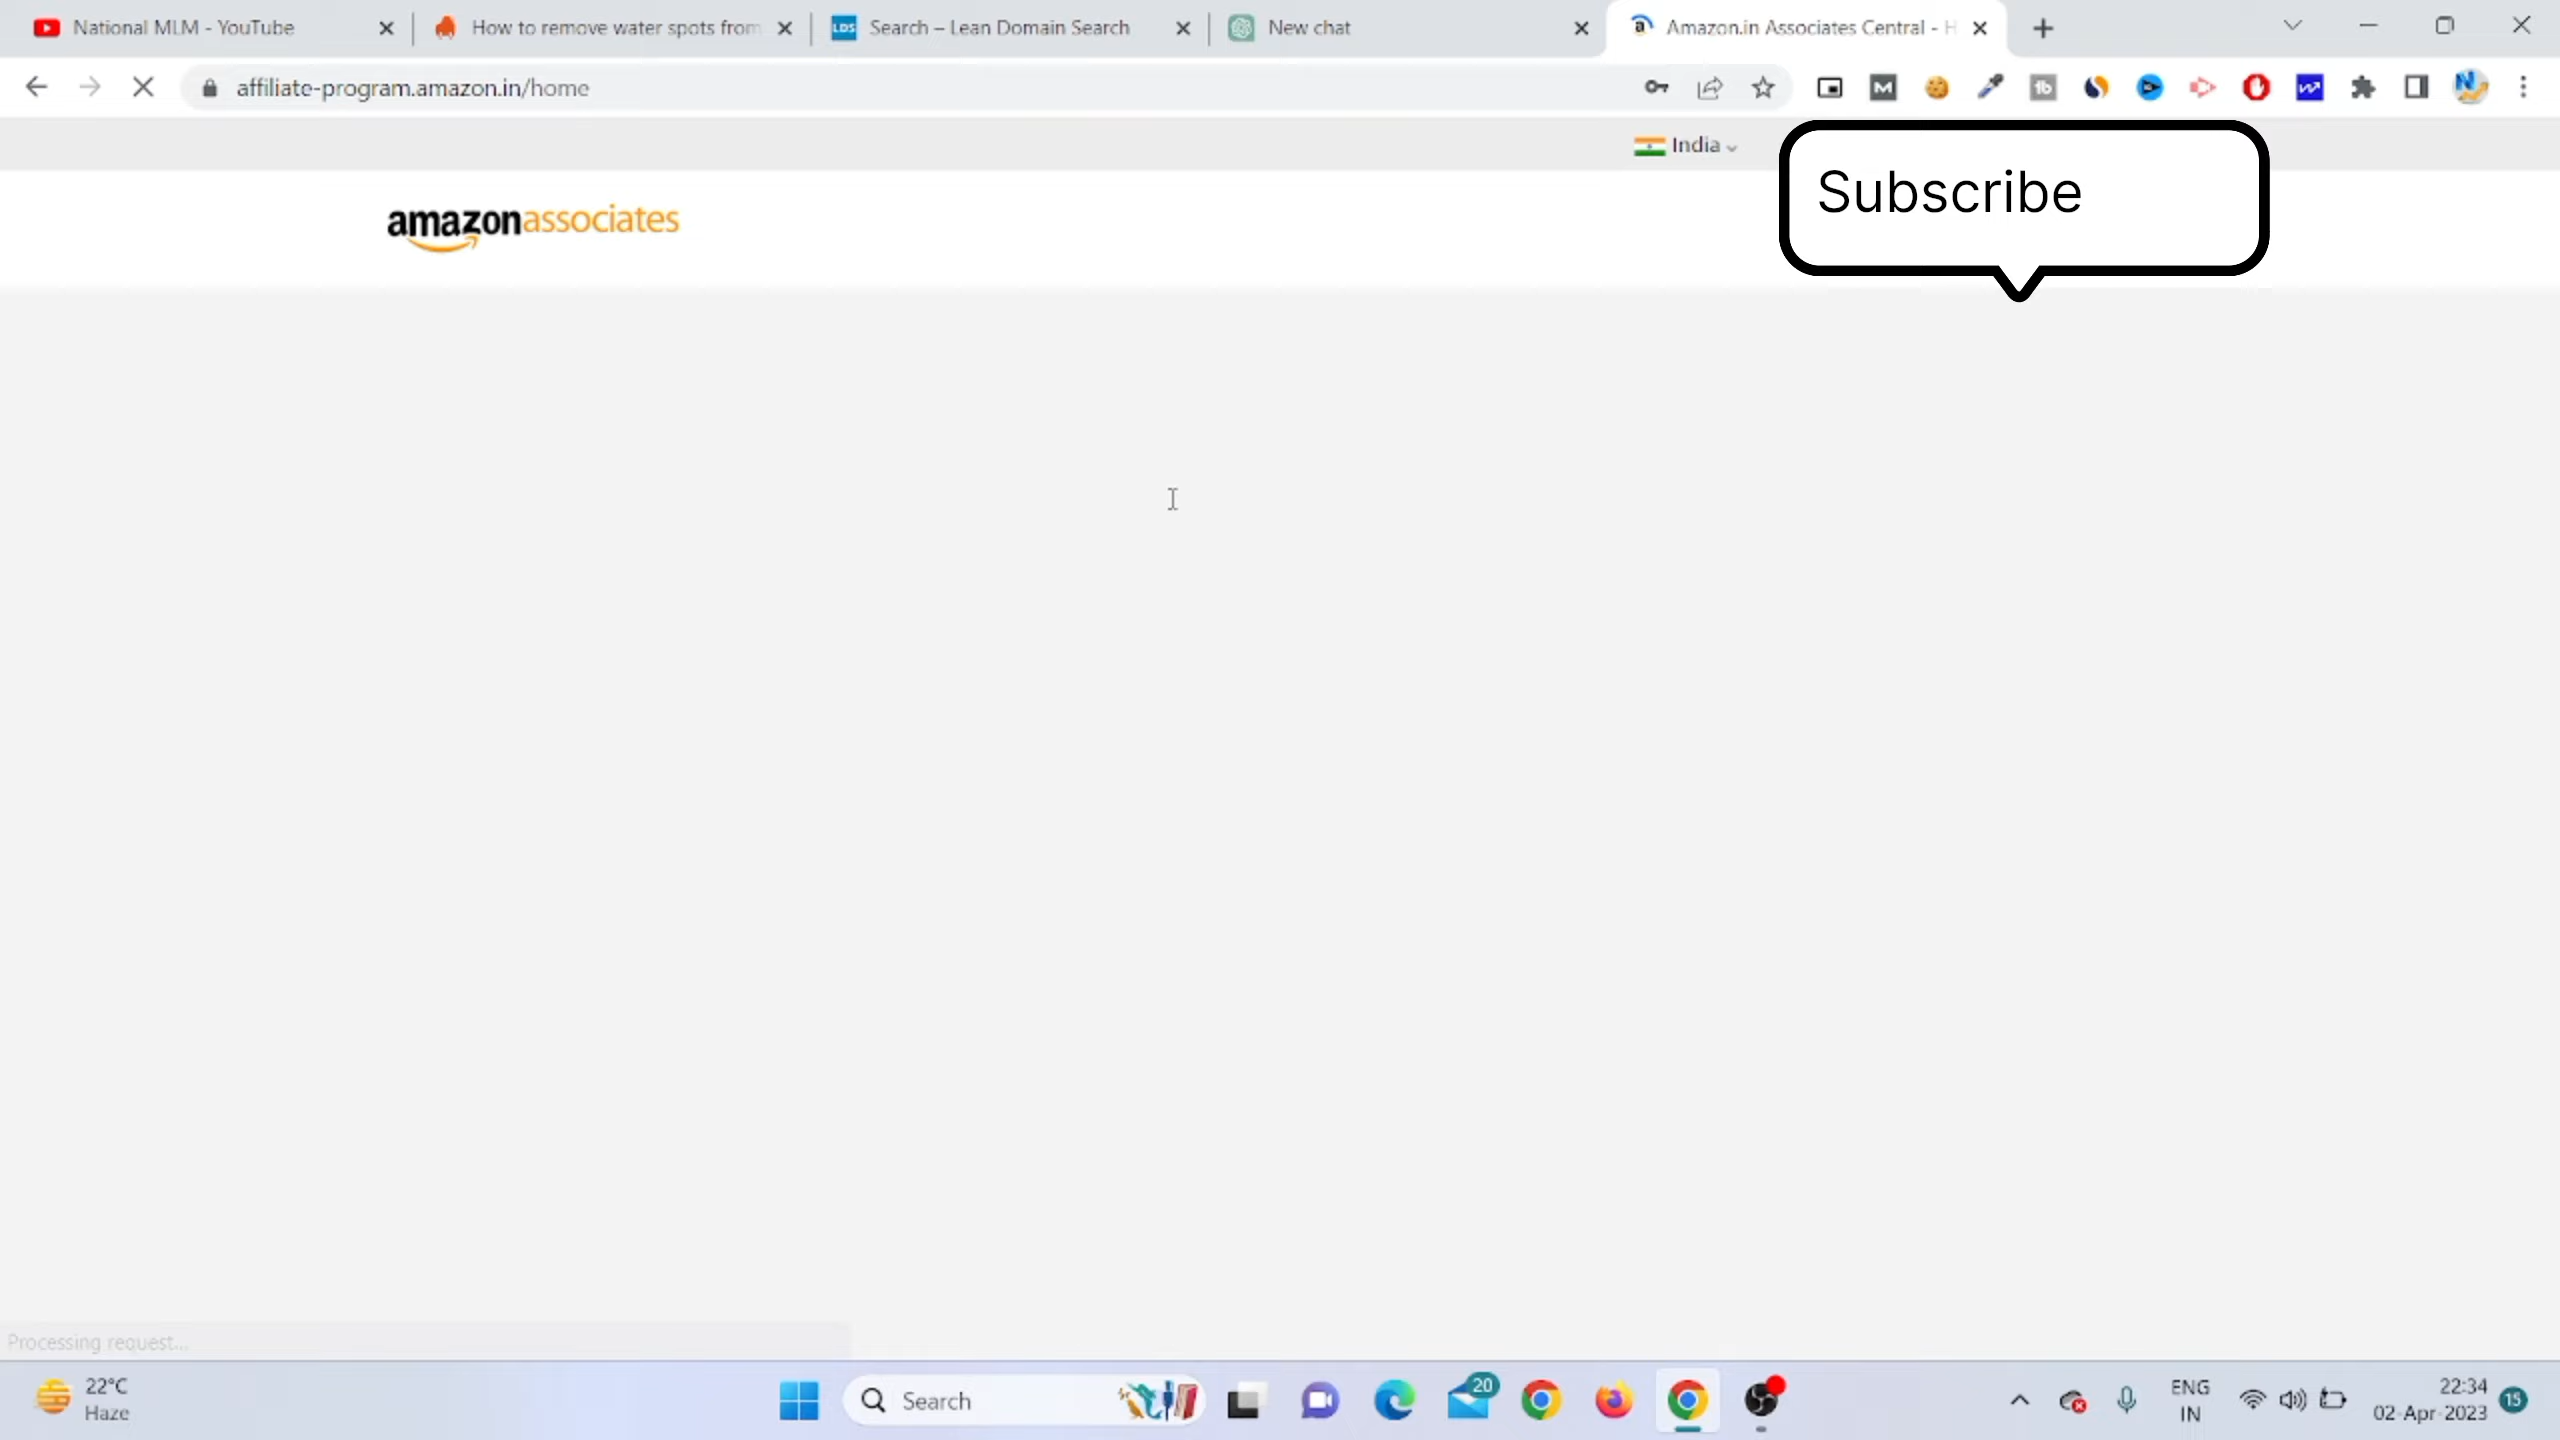 National MLM - YouTube
How to remove water spots from
LDS
Search – Lean Domain Search
New chat
Amazon.in Associates Central - H
affiliate-program.amazon.in/home
India
Subscribe
amazonassociates
Processing request...
22°C
Haze
Search
20
ENG
IN
22:34
02-Apr-2023
15